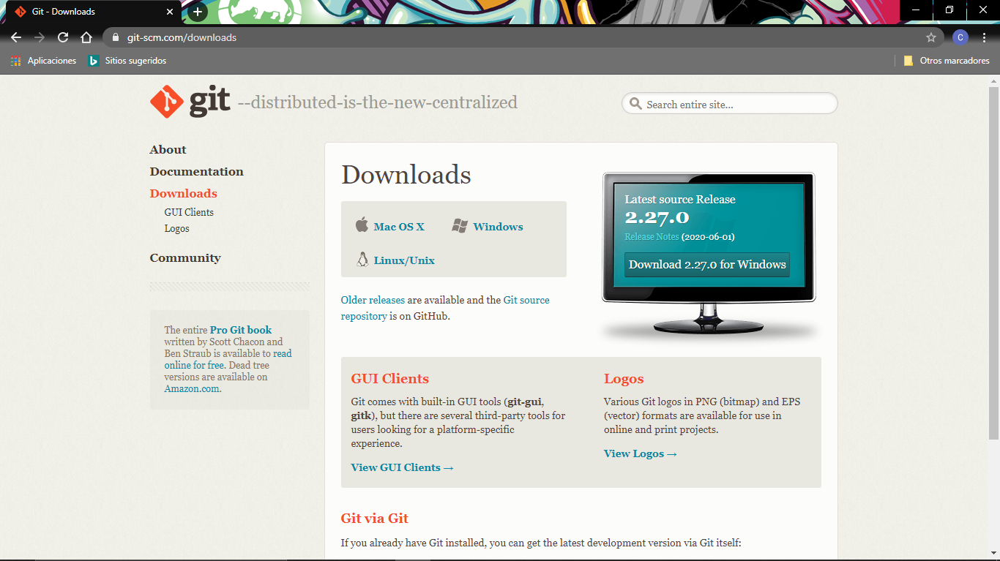 Git - Downloads
git-scm.com/downloads
C
Aplicaciones
Sitios sugeridos
Otros marcadores
git --distributed-is-the-new-centralized
Search entire site...
About
Documentation
Downloads
GUI Clients
Logos
Community
The entire Pro Git book
written by Scott Chacon and
Ben Straub is available to read
online for free. Dead tree
versions are available on
Amazon.com.
Downloads
Mac OS X
Windows
Linux/Unix
Older releases are available and the Git source
repository is on GitHub.
Latest source Release
2.27.0
Release Notes (2020-06-01)
Download 2.27.0 for Windows
GUI Clients
Git comes with built-in GUI tools (git-gui,
gitk), but there are several third-party tools for
users looking for a platform-specific
experience.
View GUI Clients →
Logos
Various Git logos in PNG (bitmap) and EPS
(vector) formats are available for use in
online and print projects.
View Logos →
Git via Git
If you already have Git installed, you can get the latest development version via Git itself: